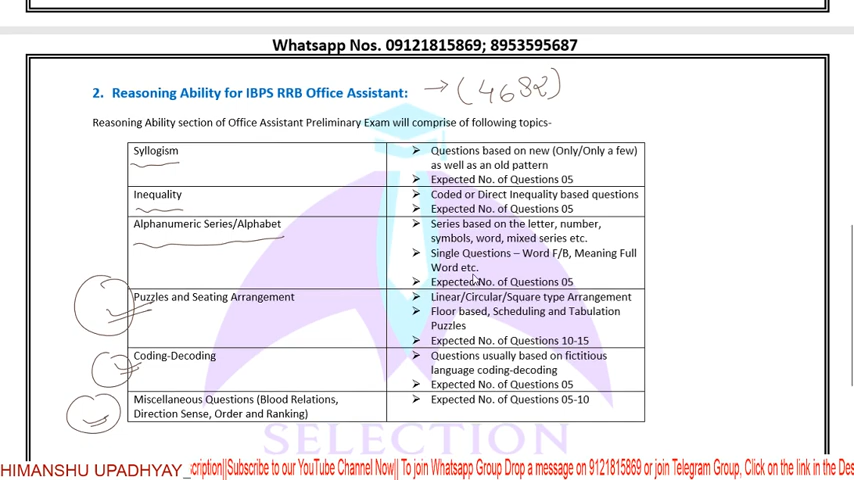 Whatsapp Nos. 09121815869; 8953595687
2. Reasoning Ability for IBPS RRB Office Assistant: → (4632)
Reasoning Ability section of Office Assistant Preliminary Exam will comprise of following topics-
Syllogism
➢ Questions based on new (Only/Only a few)
as well as an old pattern
➢ Expected No. of Questions 05
Inequality
➢ Coded or Direct Inequality based questions
➢ Expected No. of Questions 05
Alphanumeric Series/Alphabet
➢ Series based on the letter, number,
symbols, word, mixed series etc.
➢ Single Questions – Word F/B, Meaning Full
Word etc.
➢ Expected No. of Questions 05
Puzzles and Seating Arrangement
➢ Linear/Circular/Square type Arrangement
➢ Floor based, Scheduling and Tabulation
Puzzles
➢ Expected No. of Questions 10-15
Coding-Decoding
➢ Questions usually based on fictitious
language coding-decoding
➢ Expected No. of Questions 05
Miscellaneous Questions (Blood Relations,
Direction Sense, Order and Ranking)
➢ Expected No. of Questions 05-10
SELECTION
HIMANSHU UPADHYAY_cription||Subscribe to our YouTube Channel Now|| To join Whatsapp Group Drop a message on 9121815869 or join Telegram Group, Click on the link in the Des